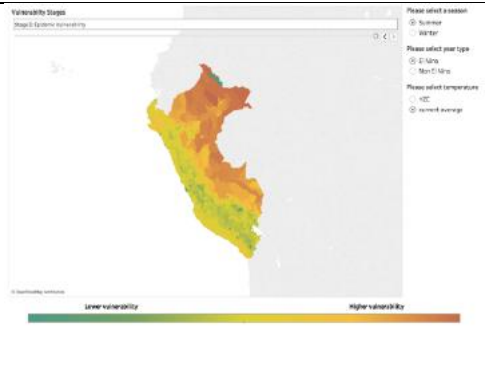 Vulnerability Stages
Stage 3: Epidemic Vulnerability
Please select a season
Summer
Winter
Please select year type
El Nino
Non El Nino
Please select temperature
+2C
current average
Lower vulnerability
Higher vulnerability